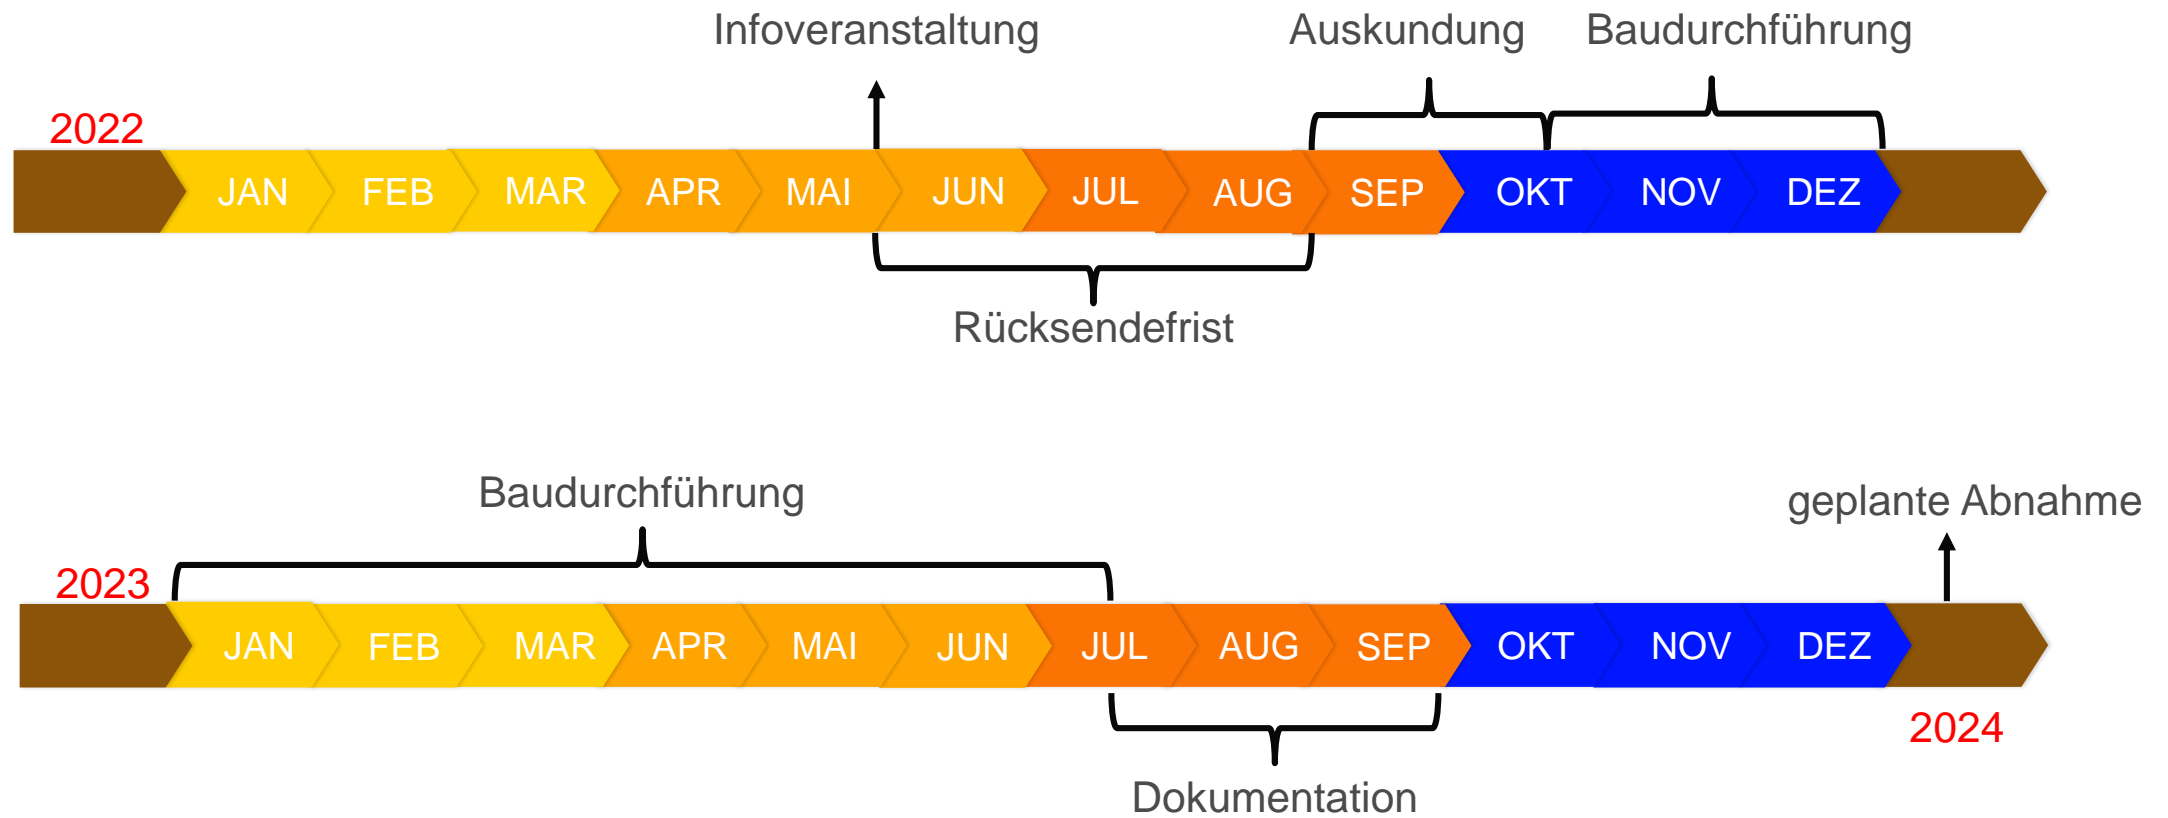 Infoveranstaltung Auskundung Baudurchführung
2022
JAN FEB MAR APR MAI JUN JUL AUG SEP OKT NOV DEZ
Rücksendefrist
Baudurchführung
geplante Abnahme
2023
JAN FEB MAR APR MAI JUN JUL AUG SEP OKT NOV DEZ
2024
Dokumentation